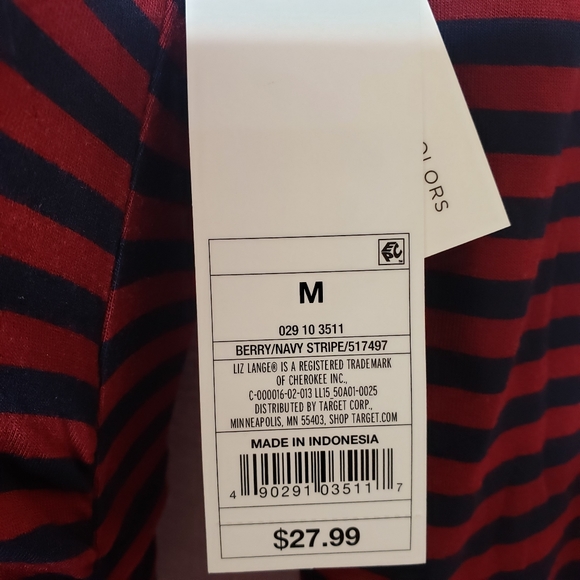 OLORS
M
029 10 3511
BERRY/NAVY STRIPE/517497
LIZ LANGE® IS A REGISTERED TRADEMARK
OF CHEROKEE INC.,
C-000016-02-013 LL15_50A01-0025
DISTRIBUTED BY TARGET CORP.,
MINNEAPOLIS, MN 55403, SHOP TARGET.COM
MADE IN INDONESIA
4 90291 03511 7
$27.99